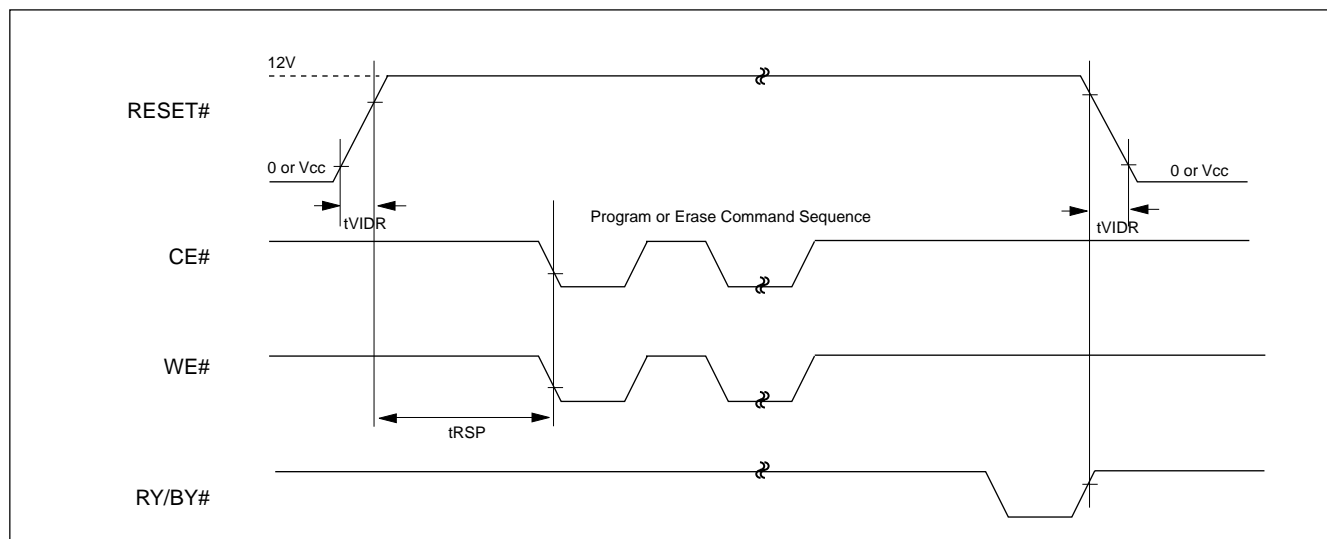 12V
RESET#
0 or Vcc
0 or Vcc
tVIDR
Program or Erase Command Sequence
tVIDR
CE#
WE#
tRSP
RY/BY#